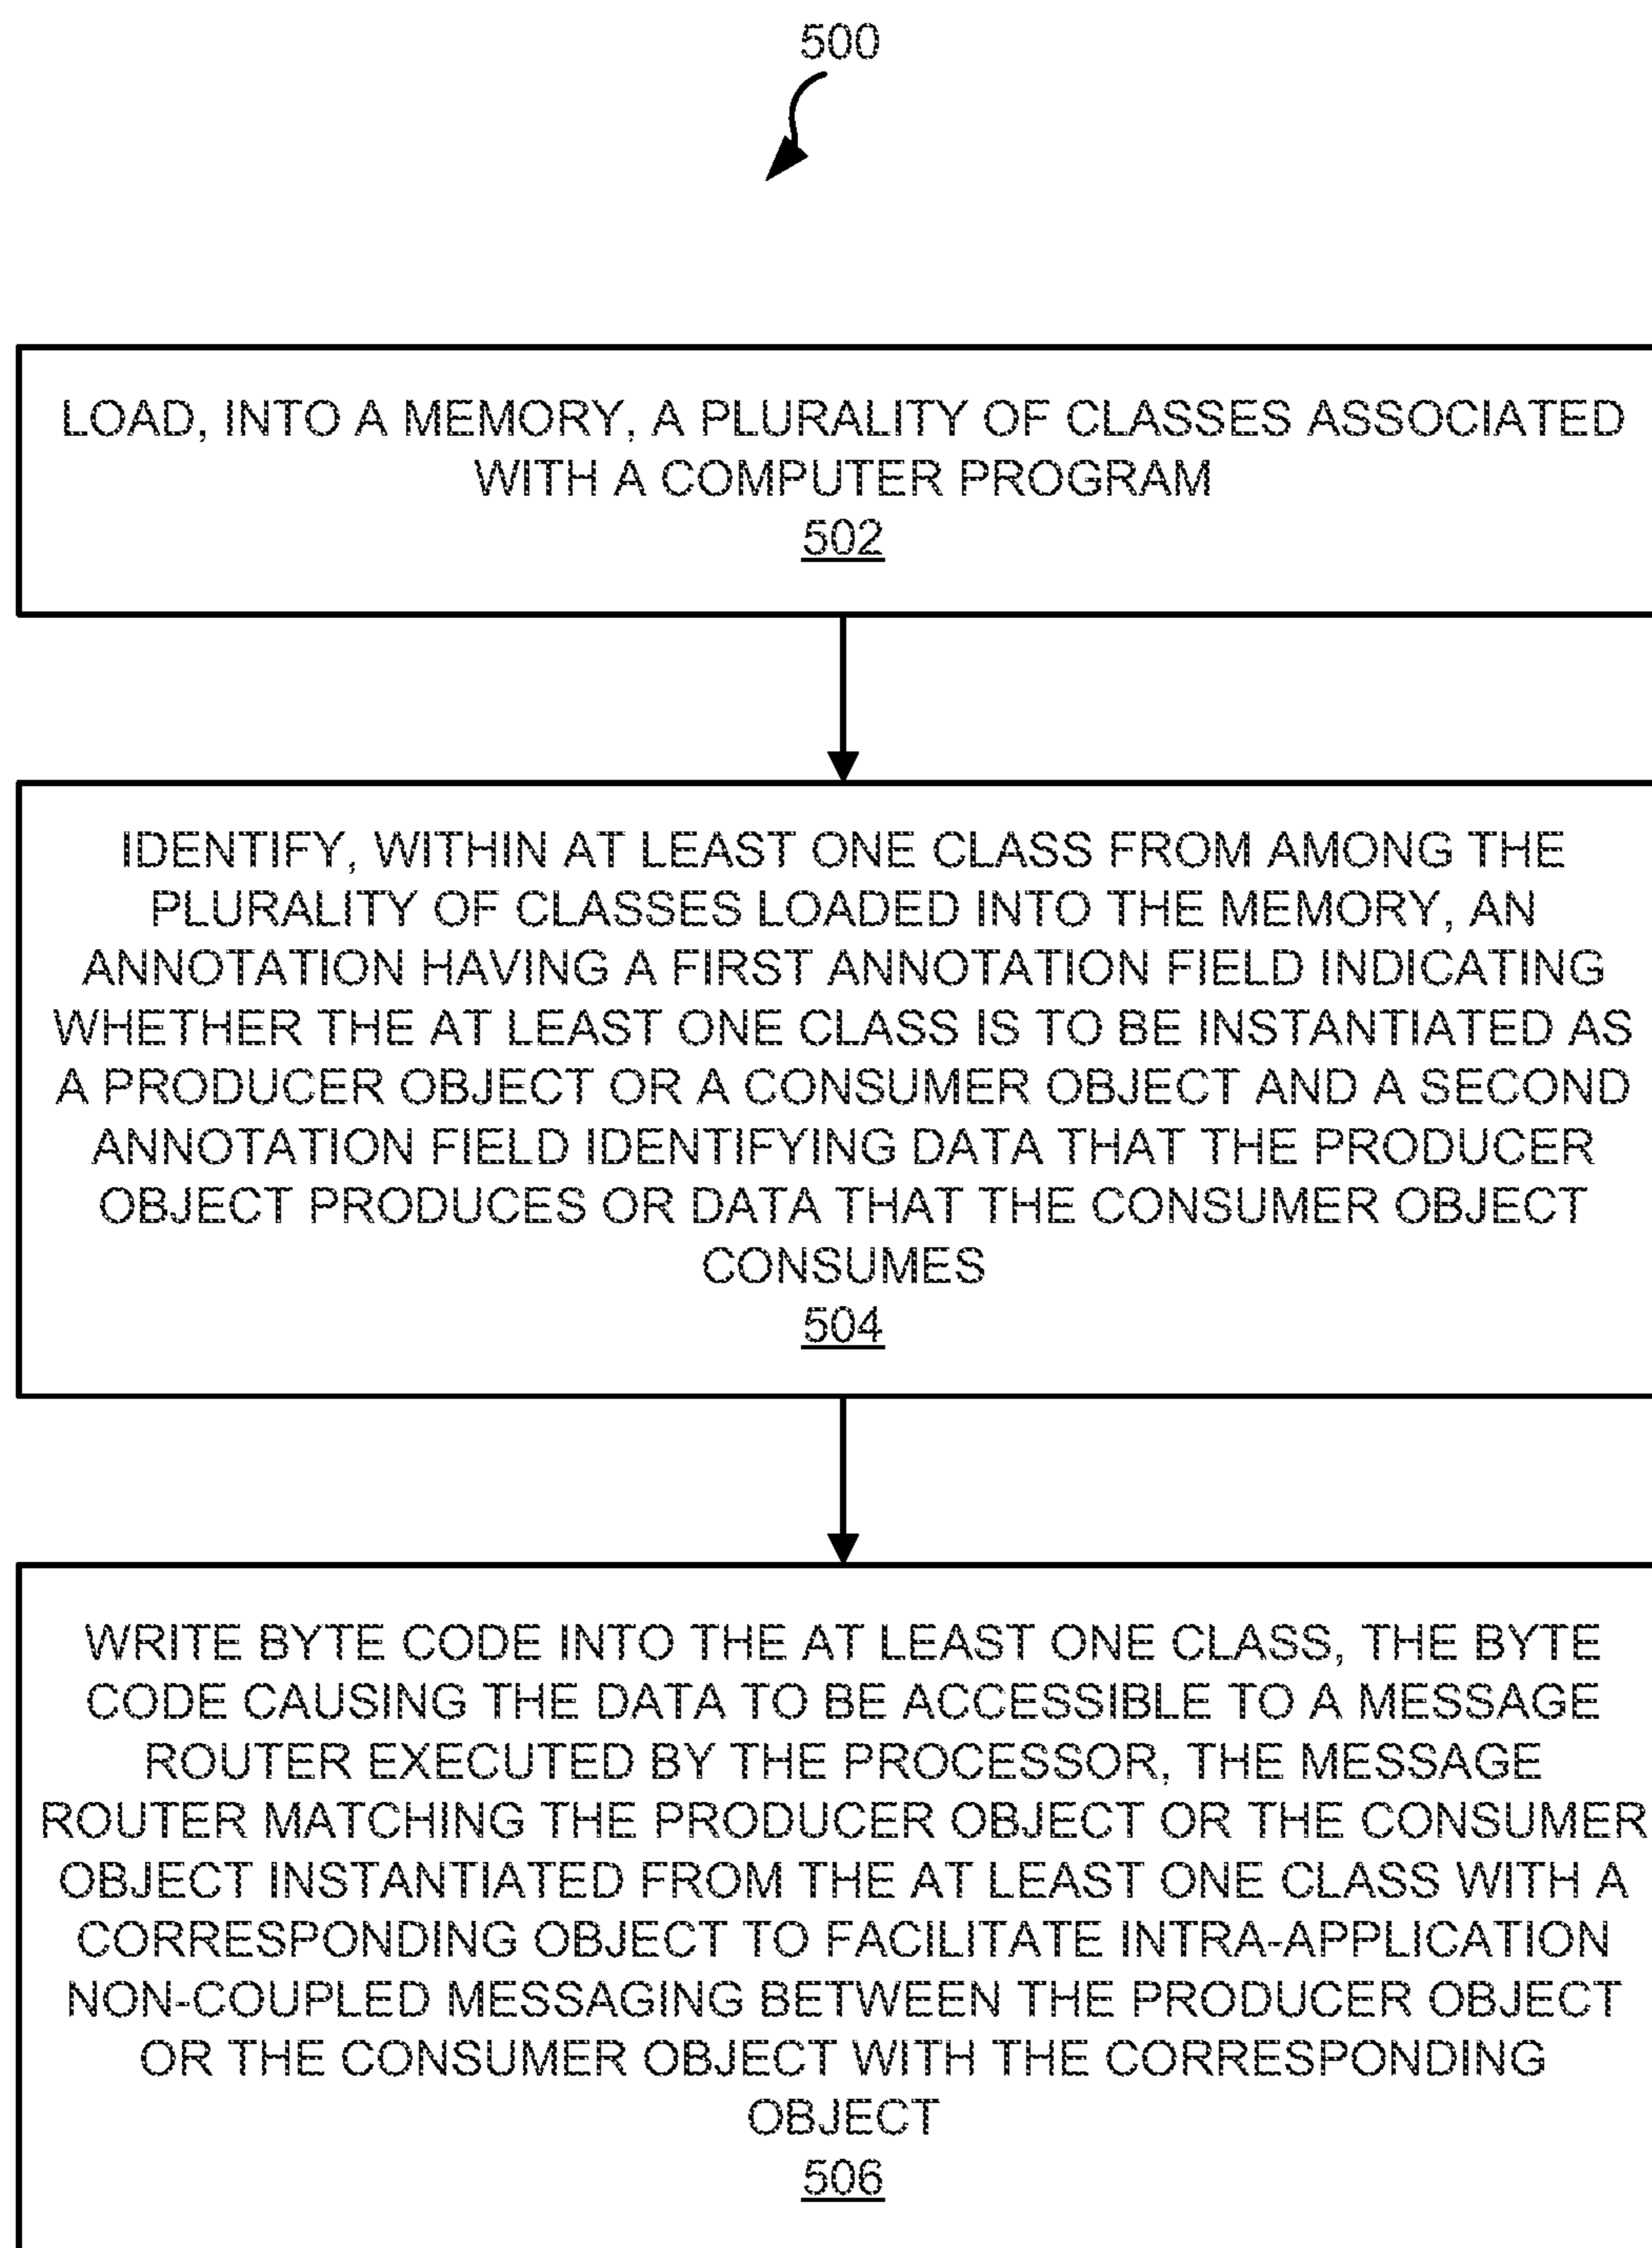 500
LOAD, INTO A MEMORY, A PLURALITY OF CLASSES ASSOCIATED
WITH A COMPUTER PROGRAM
502
IDENTIFY, WITHIN AT LEAST ONE CLASS FROM AMONG THE
PLURALITY OF CLASSES LOADED INTO THE MEMORY, AN
ANNOTATION HAVING A FIRST ANNOTATION FIELD INDICATING
WHETHER THE AT LEAST ONE CLASS IS TO BE INSTANTIATED AS
A PRODUCER OBJECT OR A CONSUMER OBJECT AND A SECOND
ANNOTATION FIELD IDENTIFYING DATA THAT THE PRODUCER
OBJECT PRODUCES OR DATA THAT THE CONSUMER OBJECT
CONSUMES
504
WRITE BYTE CODE INTO THE AT LEAST ONE CLASS, THE BYTE
CODE CAUSING THE DATA TO BE ACCESSIBLE TO A MESSAGE
ROUTER EXECUTED BY THE PROCESSOR, THE MESSAGE
ROUTER MATCHING THE PRODUCER OBJECT OR THE CONSUMER
OBJECT INSTANTIATED FROM THE AT LEAST ONE CLASS WITH A
CORRESPONDING OBJECT TO FACILITATE INTRA-APPLICATION
NON-COUPLED MESSAGING BETWEEN THE PRODUCER OBJECT
OR THE CONSUMER OBJECT WITH THE CORRESPONDING
OBJECT
506